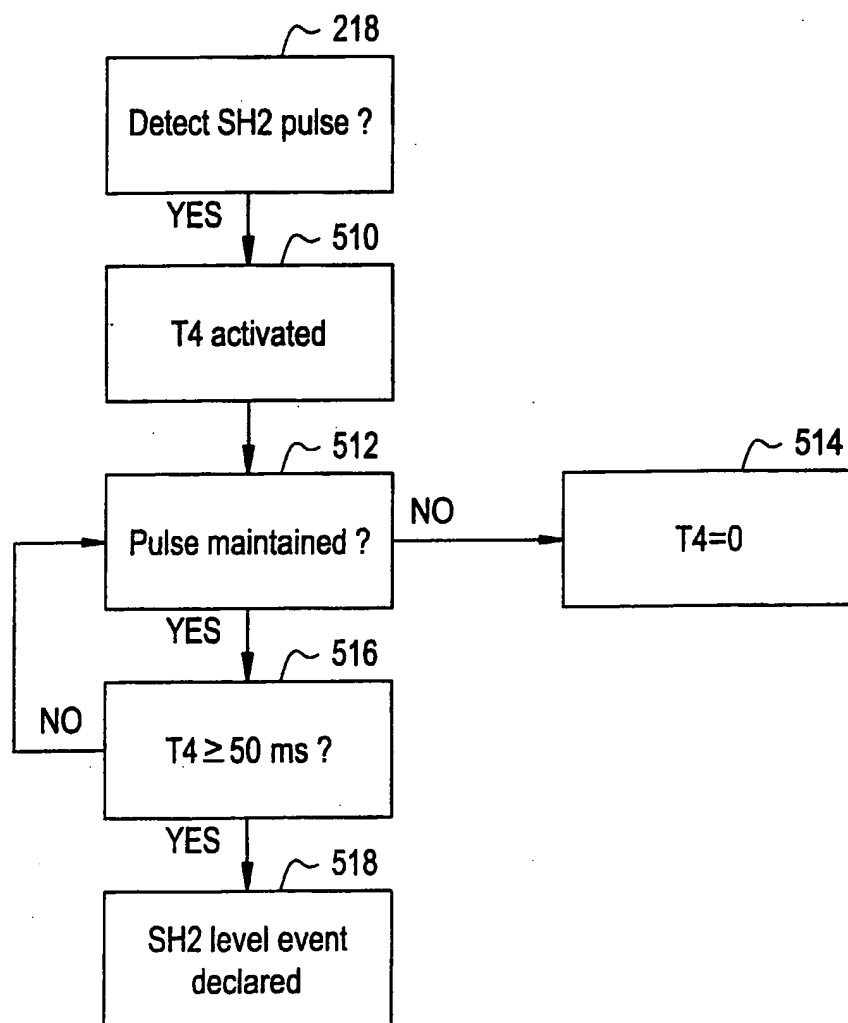 218
Detect SH2 pulse ?
YES
510
T4 activated
512
Pulse maintained ?
NO
514
T4=0
YES
516
NO
T4 ≥ 50 ms ?
YES
518
SH2 level event
declared